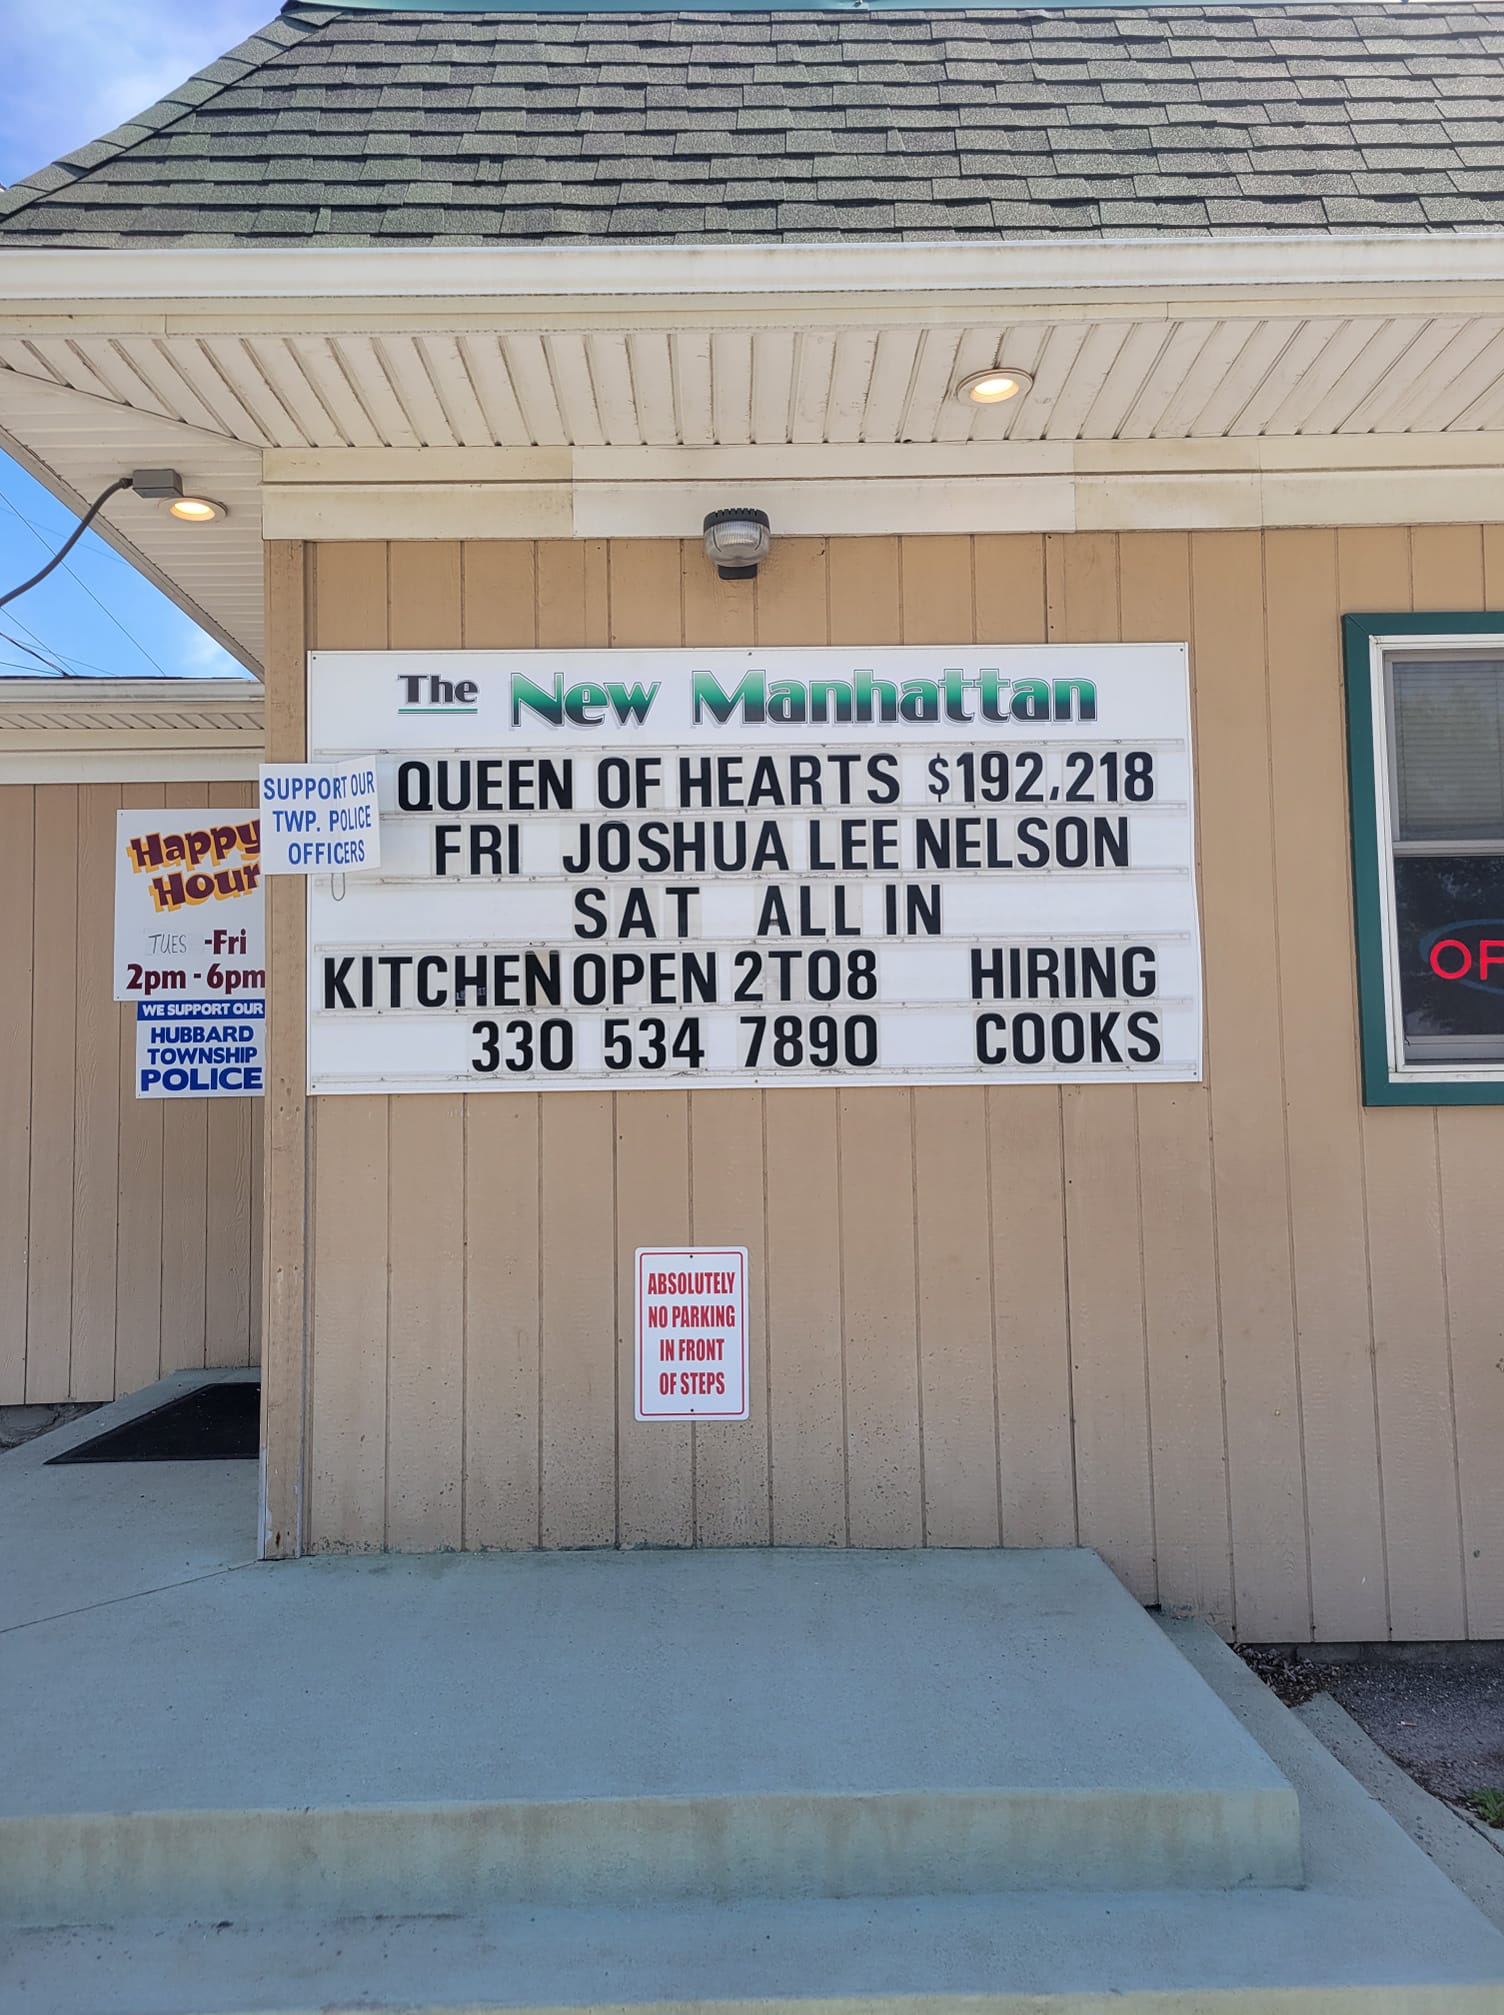 The New Manhattan
QUEEN OF HEARTS $192,218
FRI JOSHUA LEE NELSON
SAT ALL IN
KITCHEN OPEN 2TO8 HIRING
330 534 7890 COOKS
SUPPORT OUR
TWP. POLICE
OFFICERS
Happy
Hour
TUES -Fri
2pm - 6pm
WE SUPPORT OUR
HUBBARD
TOWNSHIP
POLICE
ABSOLUTELY
NO PARKING
IN FRONT
OF STEPS